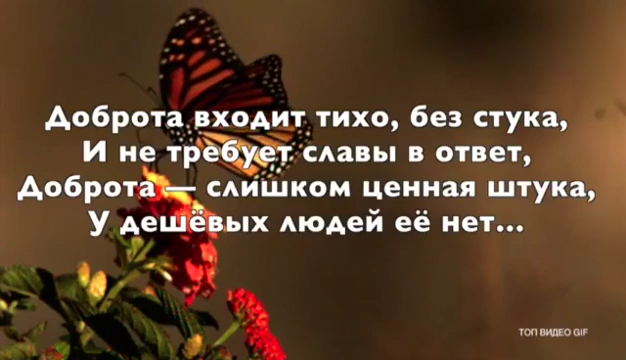 Доброта входит тихо, без стука,
И не требует славы в ответ,
Доброта — слишком ценная штука,
У дешёвых людей её нет...
ТОП ВИДЕО GIF